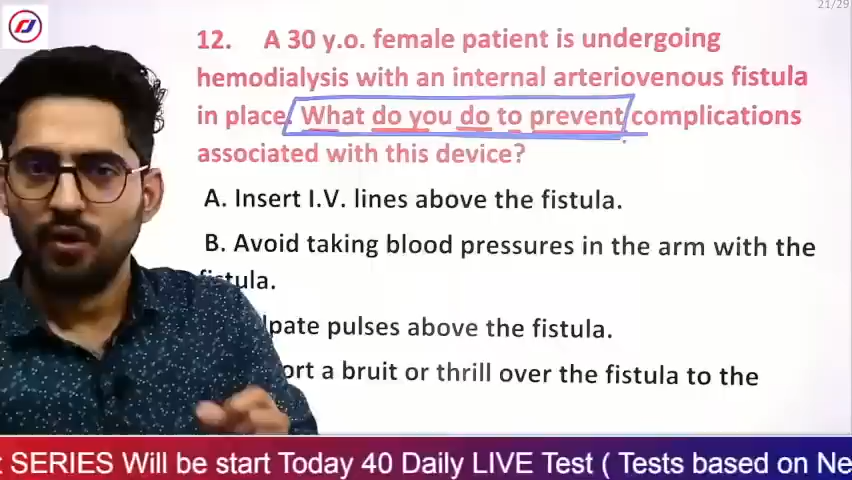 21/29
12. A 30 y.o. female patient is undergoing
hemodialysis with an internal arteriovenous fistula
in place. What do you do to prevent complications
associated with this device?
A. Insert I.V. lines above the fistula.
B. Avoid taking blood pressures in the arm with the
fistula.
pulses above the fistula.
a bruit or thrill over the fistula to the
SERIES Will be start Today 40 Daily LIVE Test ( Tests based on